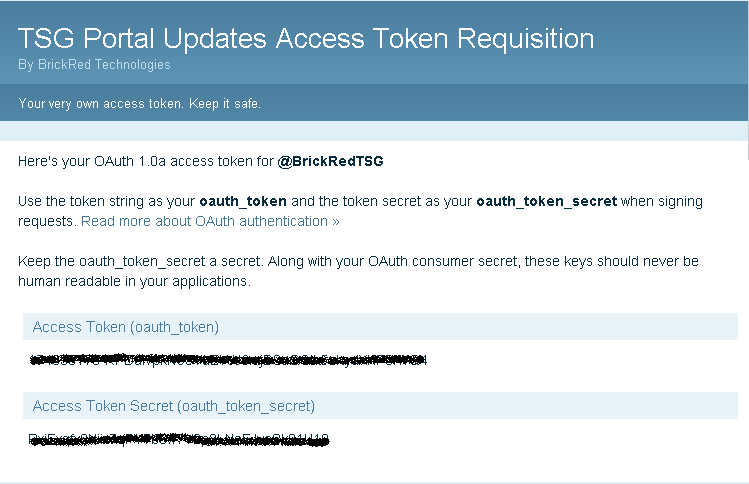 TSG Portal Updates Access Token Requisition
By BrickRed Technologies
Your very own access token. Keep it safe.
Here's your OAuth 1.0a access token for @BrickRedTSG
Use the token string as your oauth_token and the token secret as your oauth_token_secret when signing
requests. Read more about OAuth authentication »
Keep the oauth_token_secret a secret. Along with your OAuth consumer secret, these keys should never be
human readable in your applications.
Access Token (oauth_token)
Access Token Secret (oauth_token_secret)